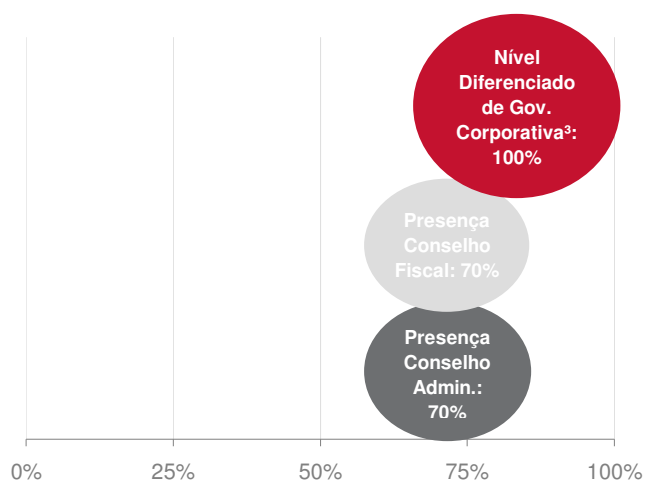 Nível
Diferenciado
de Gov.
Corporativa³:
100%
Presença
Conselho
Fiscal: 70%
Presença
Conselho
Admin.:
70%
0% 25% 50% 75% 100%